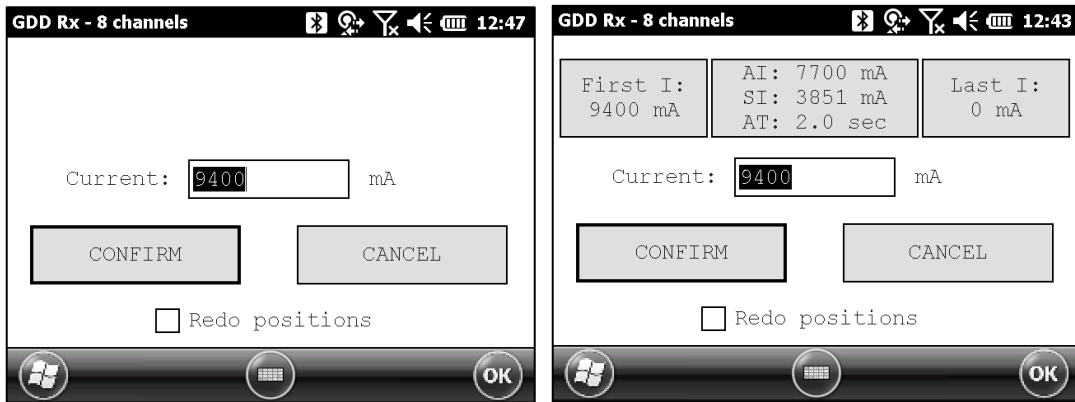 GDD Rx - 8 channels 12:47
Current: 9400 mA
CONFIRM CANCEL
Redo positions
OK
GDD Rx - 8 channels 12:43
First I:
9400 mA
AI: 7700 mA
SI: 3851 mA
AT: 2.0 sec
Last I:
0 mA
Current: 9400 mA
CONFIRM CANCEL
Redo positions
OK